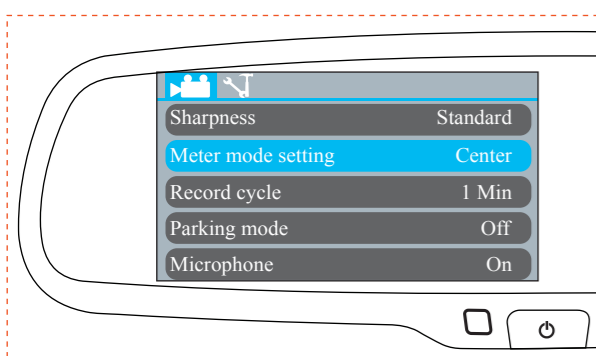 Sharpness Standard
Meter mode setting Center
Record cycle 1 Min
Parking mode Off
Microphone On